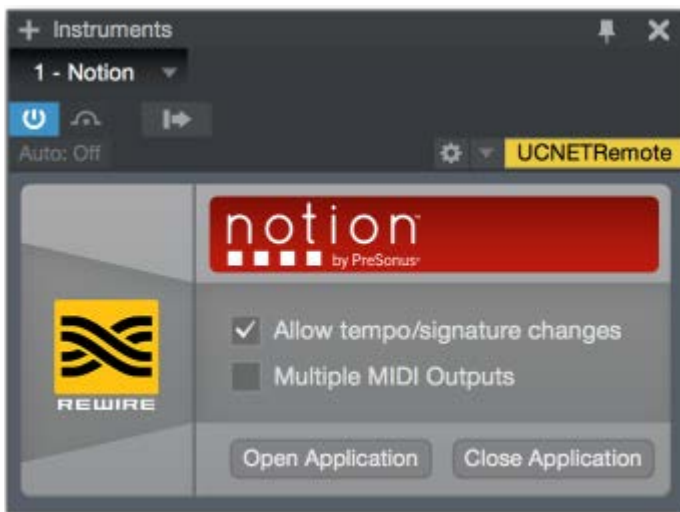 Instruments
1 - Notion
Auto: Off
UCNETRemote
notion™
by PreSonus®
Allow tempo/signature changes
Multiple MIDI Outputs
REWIRE
Open Application Close Application